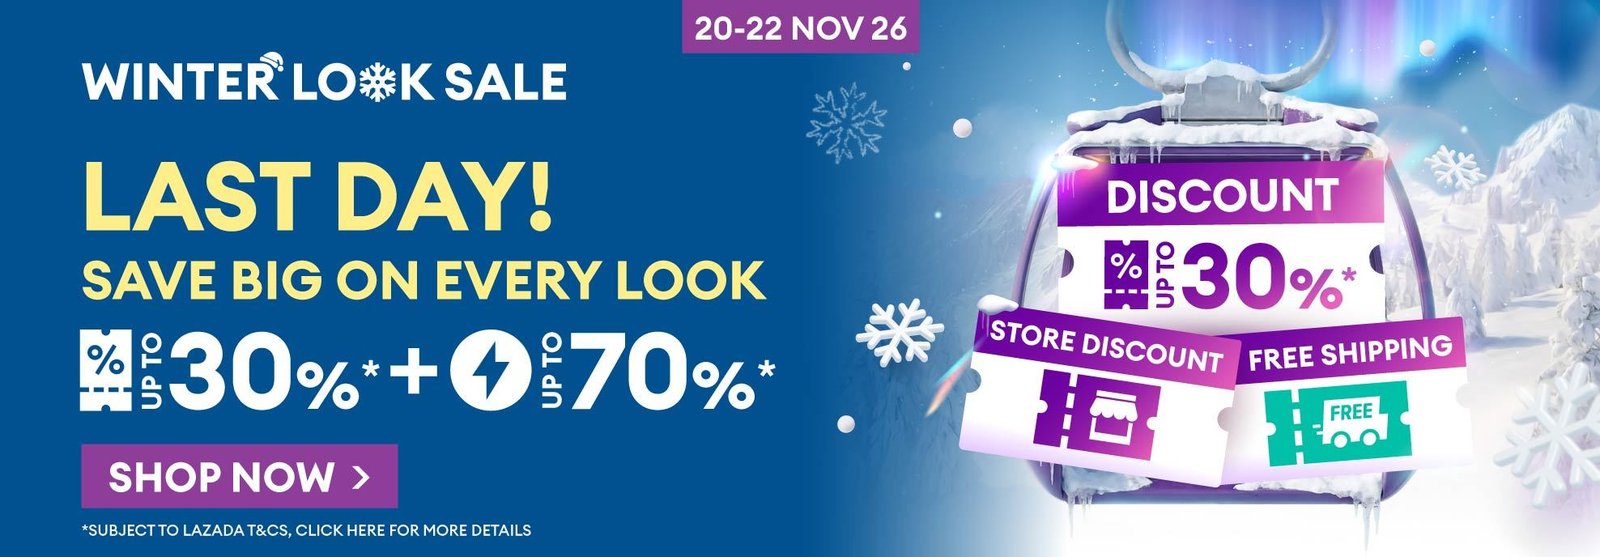 20-22 NOV 26
WINTER LOOK SALE
LAST DAY!
SAVE BIG ON EVERY LOOK
% UP TO 30%* + UP TO 70%*
SHOP NOW >
*SUBJECT TO LAZADA T&CS, CLICK HERE FOR MORE DETAILS
DISCOUNT
% UP TO 30%*
STORE DISCOUNT
FREE SHIPPING
FREE